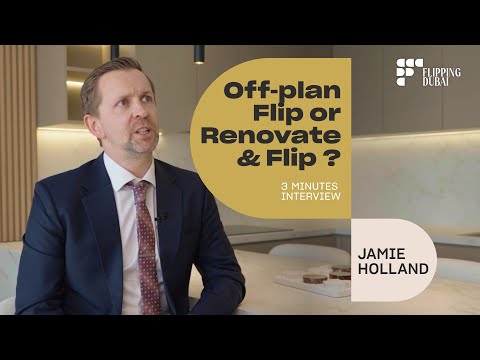 FLIPPING
DUBAI
Off-plan
Flip or
Renovate
& Flip ?
3 MINUTES
INTERVIEW
JAMIE
HOLLAND